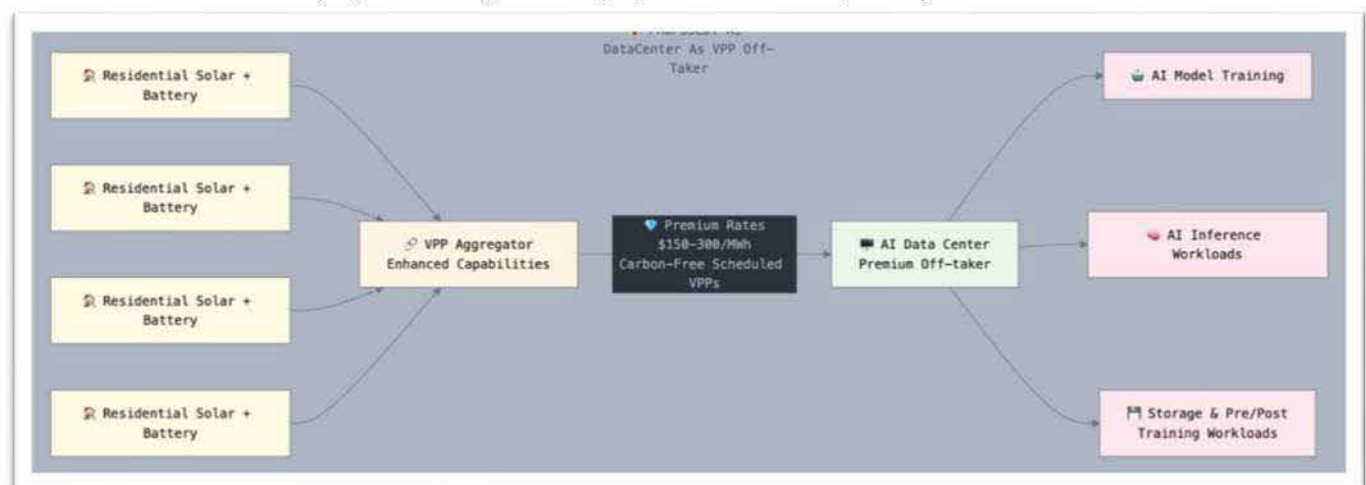 DataCenter As VPP Off-
Taker
Residential Solar +
Battery
Residential Solar +
Battery
Residential Solar +
Battery
Residential Solar +
Battery
VPP Aggregator
Enhanced Capabilities
Premium Rates
$150-300/MWh
Carbon-Free Scheduled
VPPs
AI Data Center
Premium Off-taker
AI Model Training
AI Inference
Workloads
Storage & Pre/Post
Training Workloads